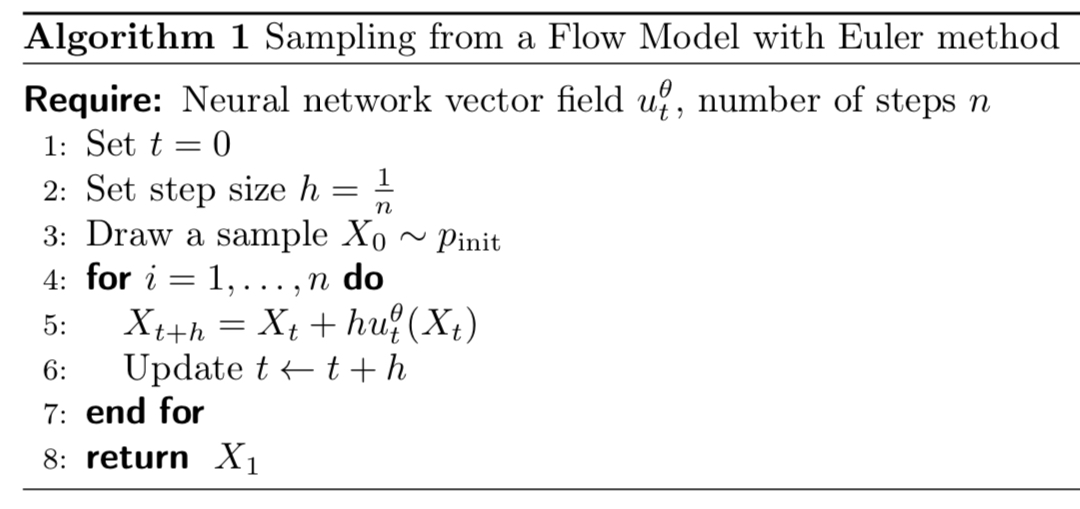 Algorithm 1 Sampling from a Flow Model with Euler method
Require: Neural network vector field $u_t^\theta$, number of steps $n$
1: Set $t = 0$
2: Set step size $h = \frac{1}{n}$
3: Draw a sample $X_0 \sim p_{\text{init}}$
4: for $i = 1, \ldots, n$ do
5: $X_{t+h} = X_t + hu_t^\theta(X_t)$
6: Update $t \leftarrow t + h$
7: end for
8: return $X_1$